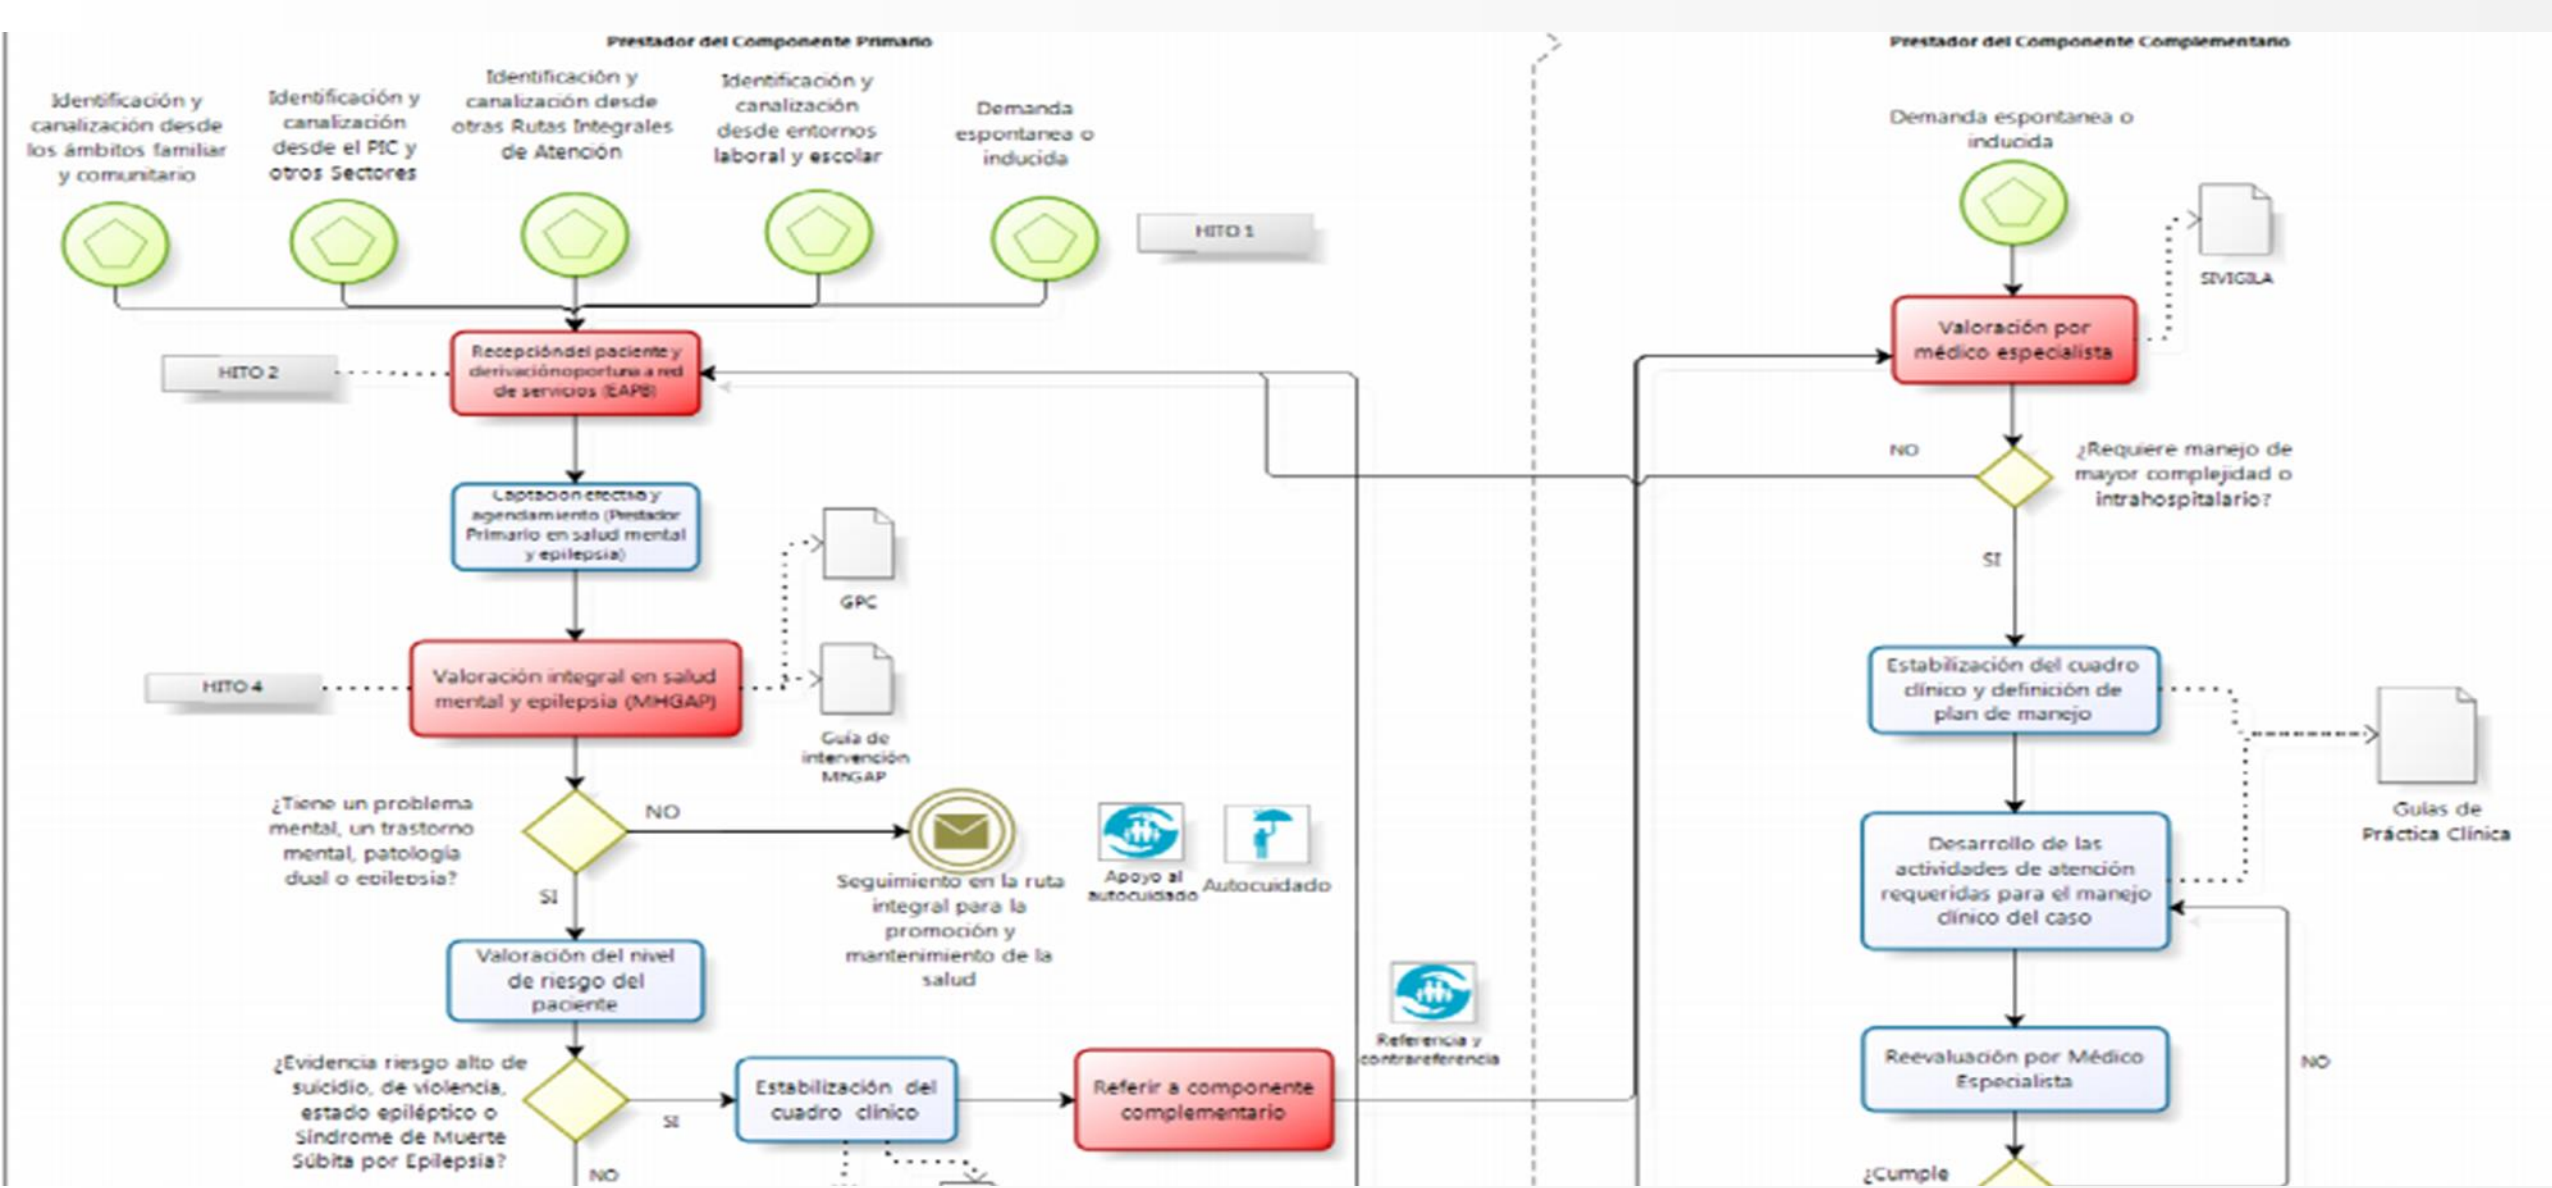 Prestador del Componente Primario
Identificación y
canalización desde
los ámbitos familiar
y comunitario
Identificación y
canalización
desde el PIC y
otros Sectores
Identificación y
canalización desde
otras Rutas Integrales
de Atención
Identificación y
canalización
desde entornos
laboral y escolar
Demanda
espontanea o
inducida
HITO 1
HITO 2
Recepción del paciente y
derivación oportuna a red
de servicios (EAPB)
Captación efectiva y
agendamiento (Prestador
Primario en salud mental
y epilepsia)
GPC
HITO 4
Valoración integral en salud
mental y epilepsia (MHGAP)
Guía de
intervención
MhGAP
¿Tiene un problema
mental, un trastorno
mental, patología
dual o epilepsia?
NO
SI
Seguimiento en la ruta
integral para la
promoción y
mantenimiento de la
salud
Apoyo al
autocuidado
Autocuidado
Valoración del nivel
de riesgo del
paciente
¿Evidencia riesgo alto de
suicidio, de violencia,
estado epiléptico o
Síndrome de Muerte
Súbita por Epilepsia?
SI
NO
Estabilización del
cuadro clínico
Referir a componente
complementario
Referencia y
contrareferencia
Prestador del Componente Complementario
Demanda espontanea o
inducida
SIVIGILA
Valoración por
médico especialista
NO
¿Requiere manejo de
mayor complejidad o
intrahospitalario?
SI
Estabilización del cuadro
clínico y definición de
plan de manejo
Guías de
Práctica Clínica
Desarrollo de las
actividades de atención
requeridas para el manejo
clínico del caso
Reevaluación por Médico
Especialista
NO
¿Cumple